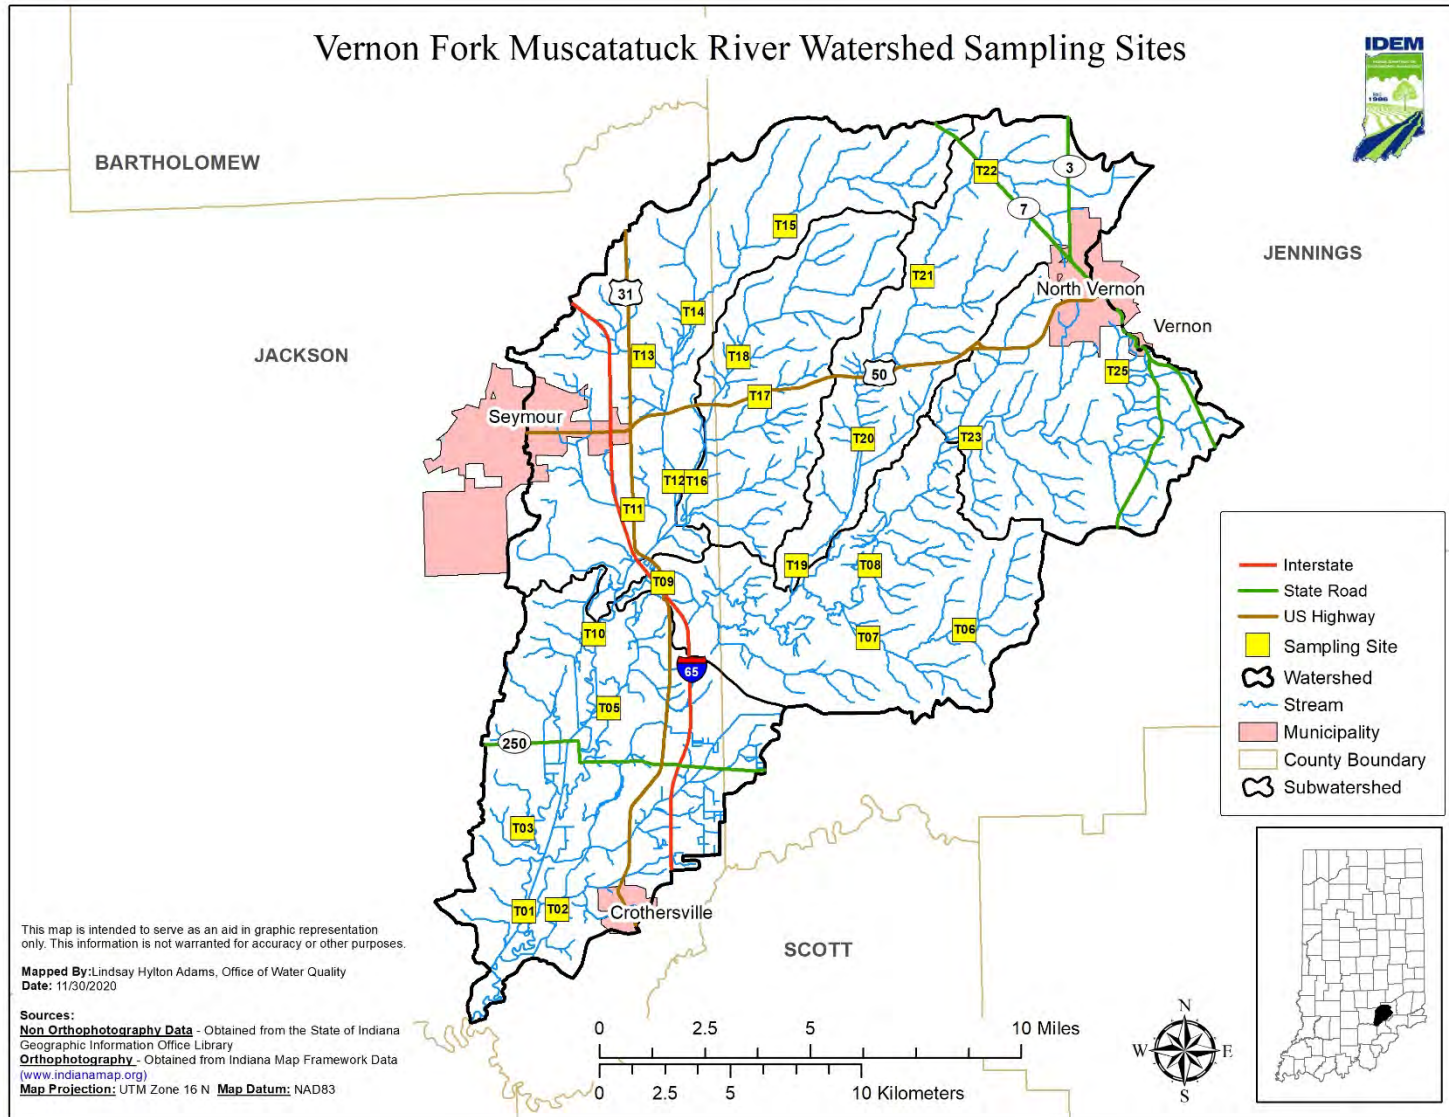 Vernon Fork Muscatatuck River Watershed Sampling Sites
IDEM
1986
BARTHOLOMEW
JENNINGS
JACKSON
SCOTT
T22
3
7
T15
T21
North Vernon
31
T14
Vernon
T13
T18
50
T25
T17
Seymour
T20
T23
T12
T16
T11
T19
T08
T09
T10
T07
T06
65
T05
250
T03
T01
T02
Crothersville
Interstate
State Road
US Highway
Sampling Site
Watershed
Stream
Municipality
County Boundary
Subwatershed
This map is intended to serve as an aid in graphic representation
only. This information is not warranted for accuracy or other purposes.
Mapped By:Lindsay Hylton Adams, Office of Water Quality
Date: 11/30/2020
Sources:
Non Orthophotography Data - Obtained from the State of Indiana
Geographic Information Office Library
Orthophotography - Obtained from Indiana Map Framework Data
(www.indianamap.org)
Map Projection: UTM Zone 16 N Map Datum: NAD83
0 2.5 5 10 Miles
0 2.5 5 10 Kilometers
N
W E
S